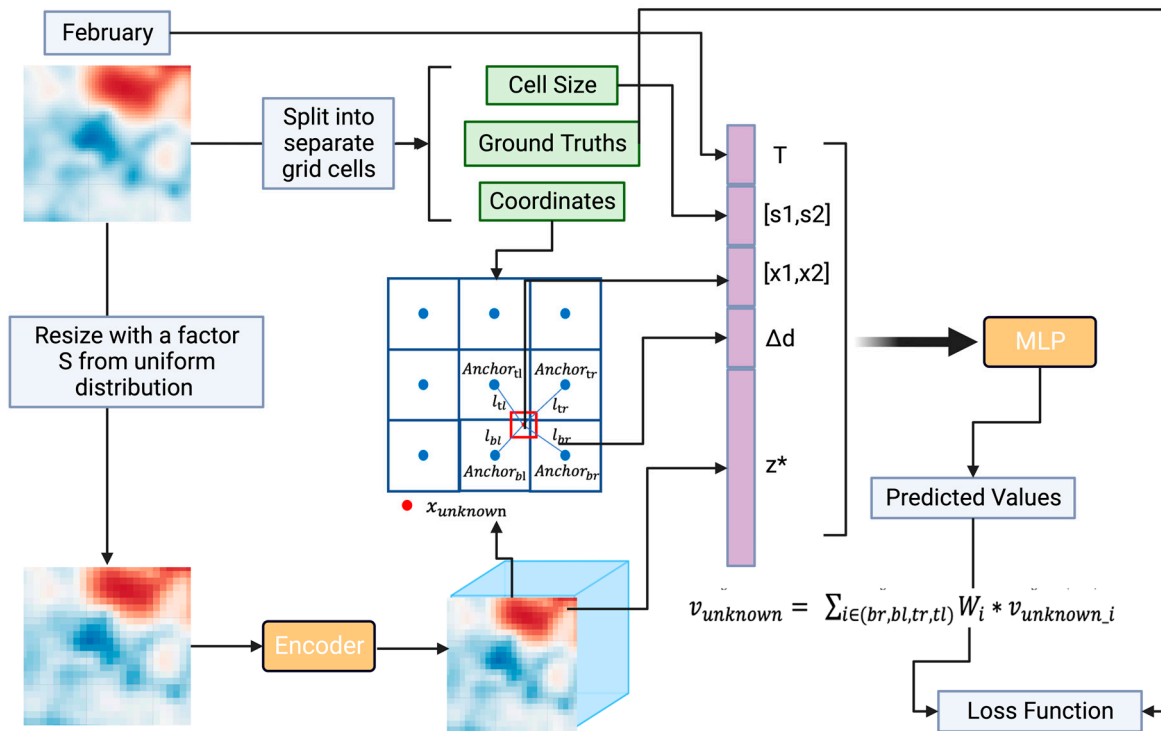 February
Split into
separate
grid cells
Cell Size
Ground Truths
Coordinates
T
[s1,s2]
[x1,x2]
Δd
z*
Resize with a factor
S from uniform
distribution
Anchor_tl
Anchor_tr
l_tl
l_tr
l_bl
l_br
Anchor_bl
Anchor_br
x_unknown
MLP
Predicted Values
v_unknown = ∑_i∈(br,bl,tr,tl) W_i * v_unknown_i
Encoder
Loss Function